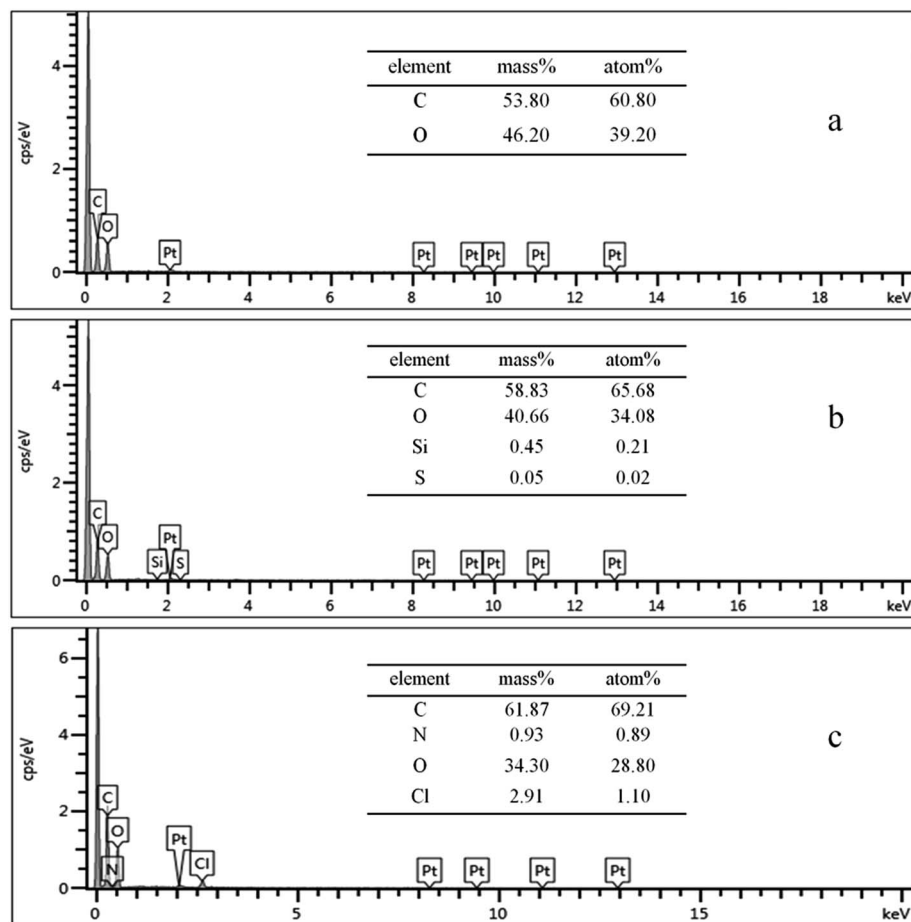 element mass% atom%
C 53.80 60.80
O 46.20 39.20
a
cps/eV
4
2
0
C
O
Pt
Pt
Pt
Pt
Pt
Pt
0 2 4 6 8 10 12 14 16 18 keV
element mass% atom%
C 58.83 65.68
O 40.66 34.08
Si 0.45 0.21
S 0.05 0.02
b
cps/eV
4
2
0
C
O
Si
Pt
S
Pt
Pt
Pt
Pt
Pt
0 2 4 6 8 10 12 14 16 18 keV
element mass% atom%
C 61.87 69.21
N 0.93 0.89
O 34.30 28.80
Cl 2.91 1.10
c
cps/eV
6
4
2
0
C
O
N
Pt
Cl
Pt
Pt
Pt
Pt
0 5 10 15 keV